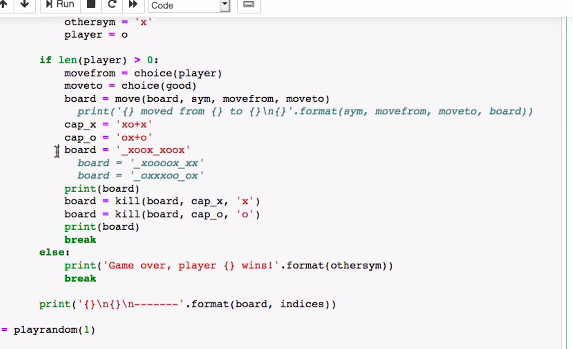 Run Code
othersym = 'x'
player = o
if len(player) > 0:
movefrom = choice(player)
moveto = choice(good)
board = move(board, sym, movefrom, moveto)
print('{} moved from {} to {}\n{}'.format(sym, movefrom, moveto, board))
cap_x = 'xo+x'
cap_o = 'ox+o'
board = '_xoox_xoox'
board = '_xoooox_xx'
board = '_oxxxoo_ox'
print(board)
board = kill(board, cap_x, 'x')
board = kill(board, cap_o, 'o')
print(board)
break
else:
print('Game over, player {} wins!'.format(othersym))
break
print('{}\n{}\n-------'.format(board, indices))
= playrandom(1)